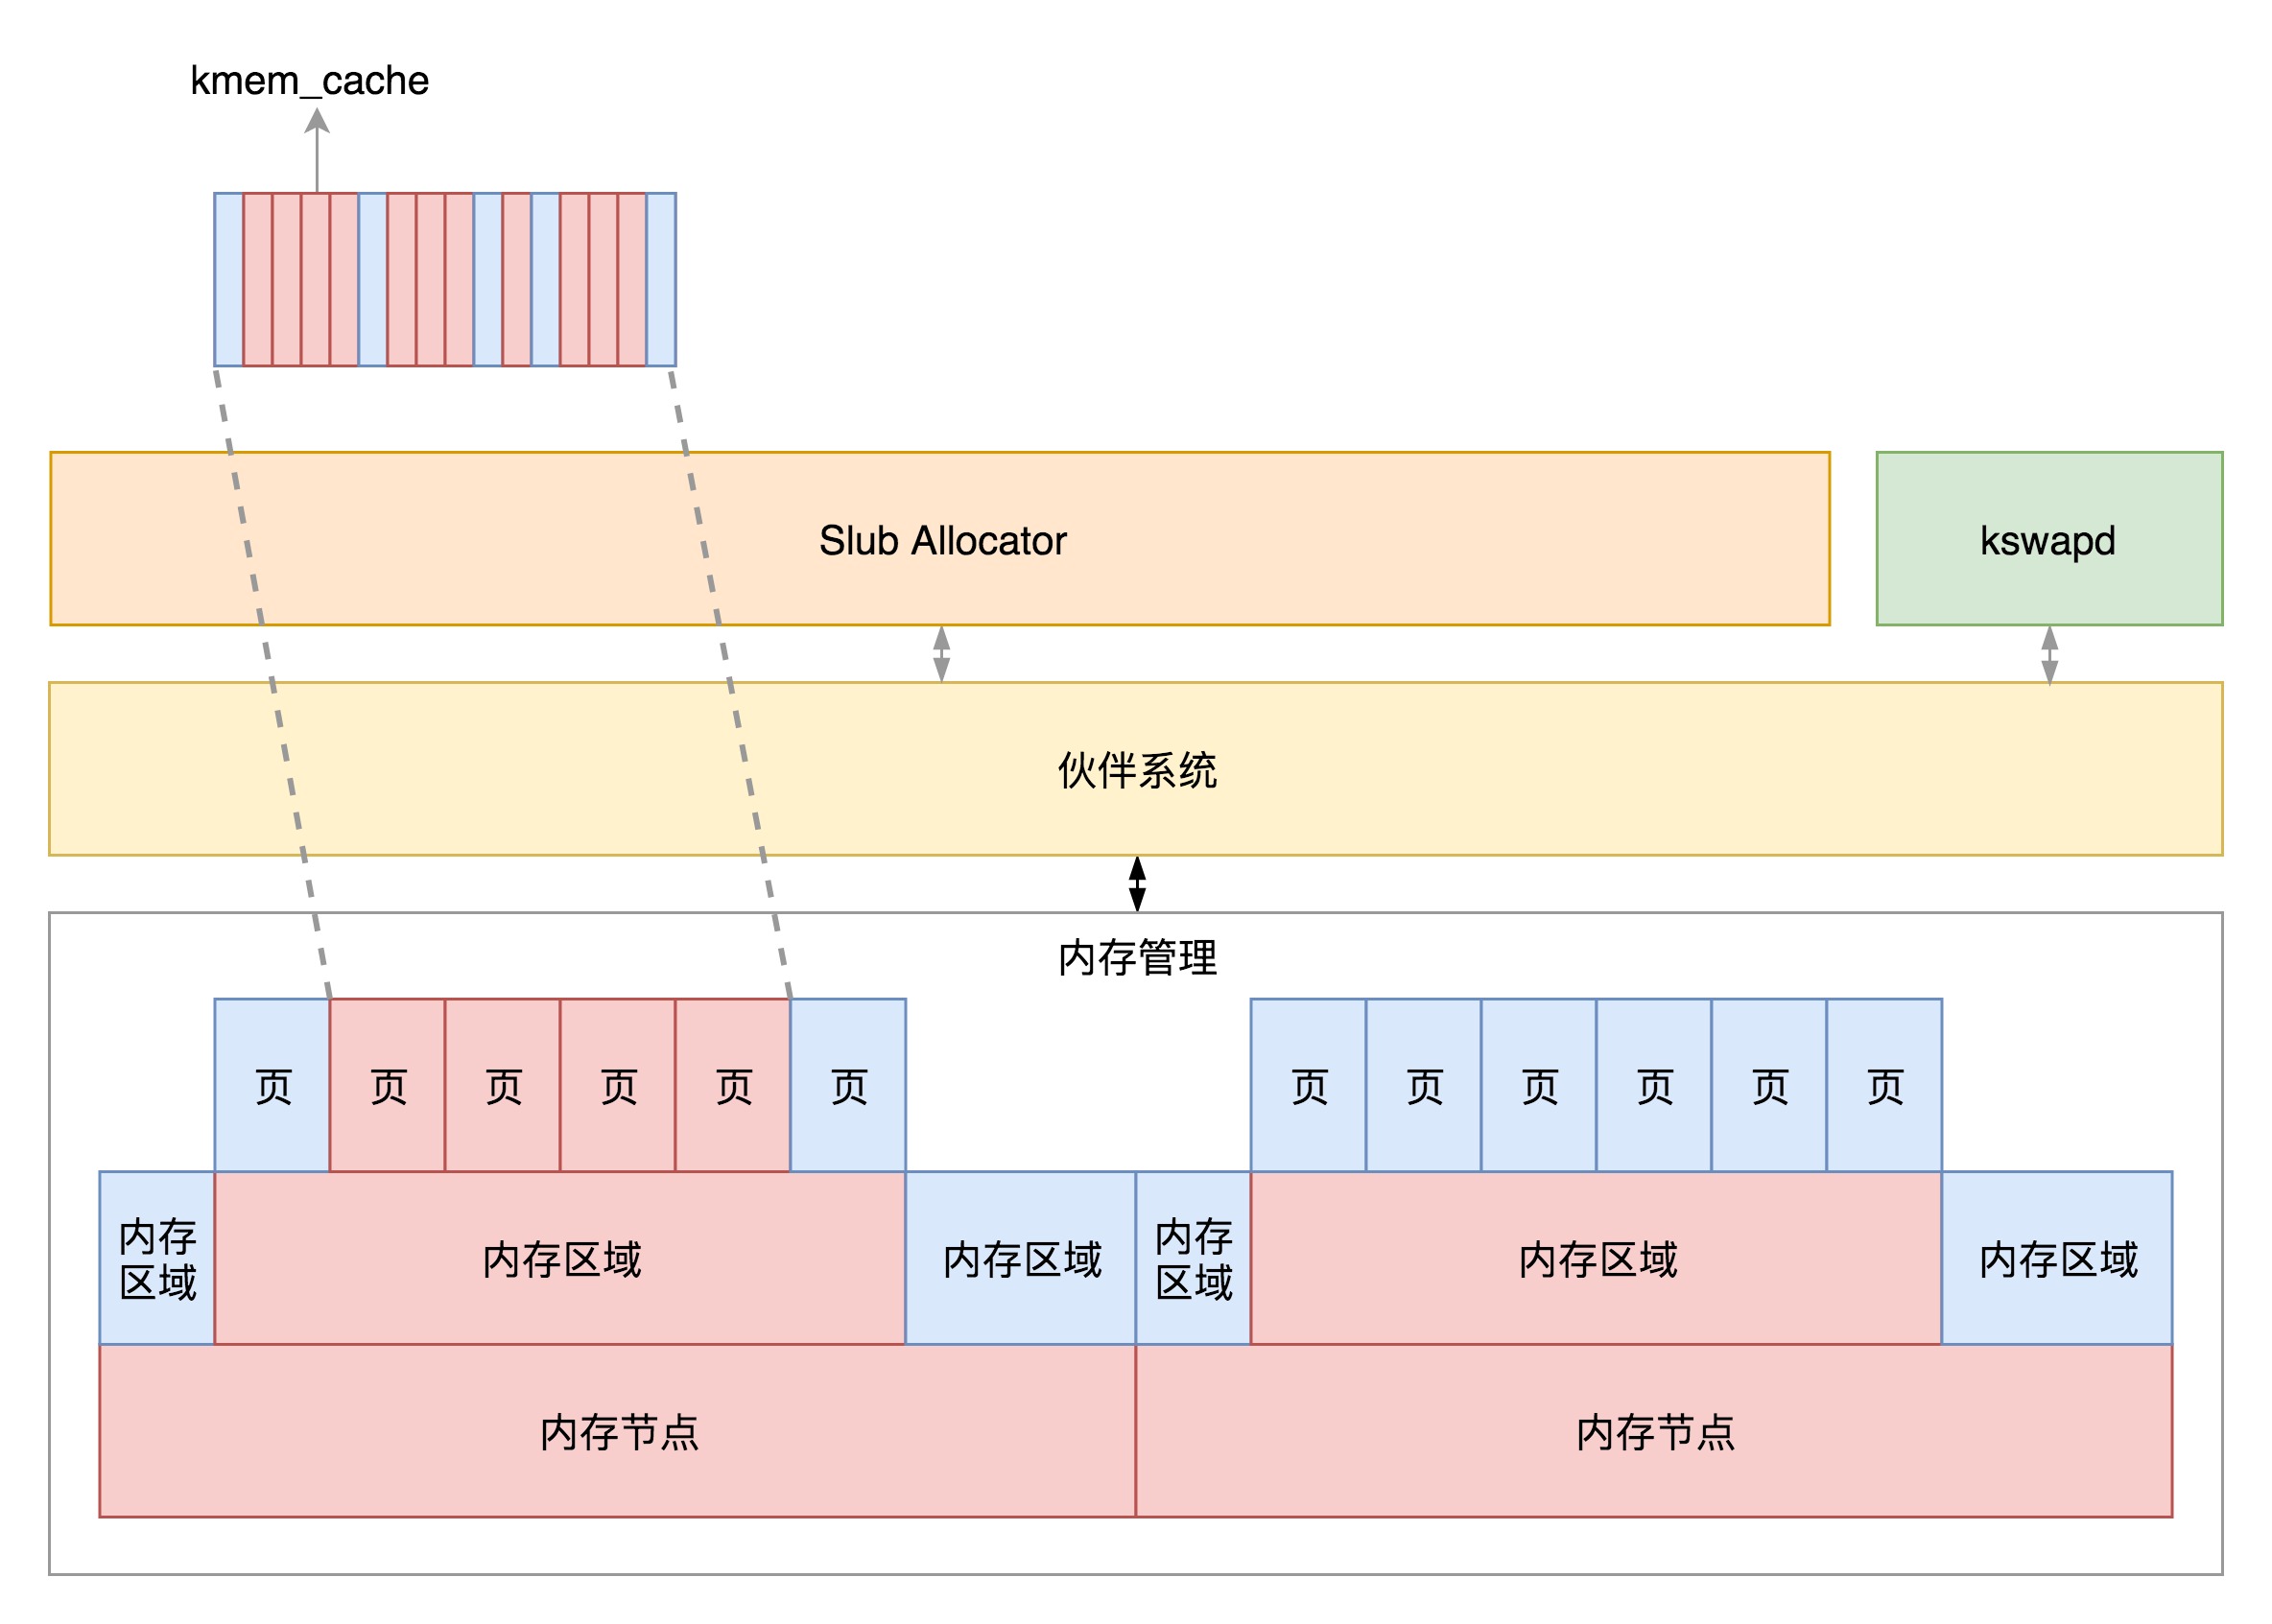 kmem_cache
Slub Allocator
kswapd
伙伴系统
内存管理
页
页
页
页
页
页
页
页
页
页
页
页
内存
区域
内存区域
内存区域
内存
区域
内存区域
内存区域
内存节点
内存节点